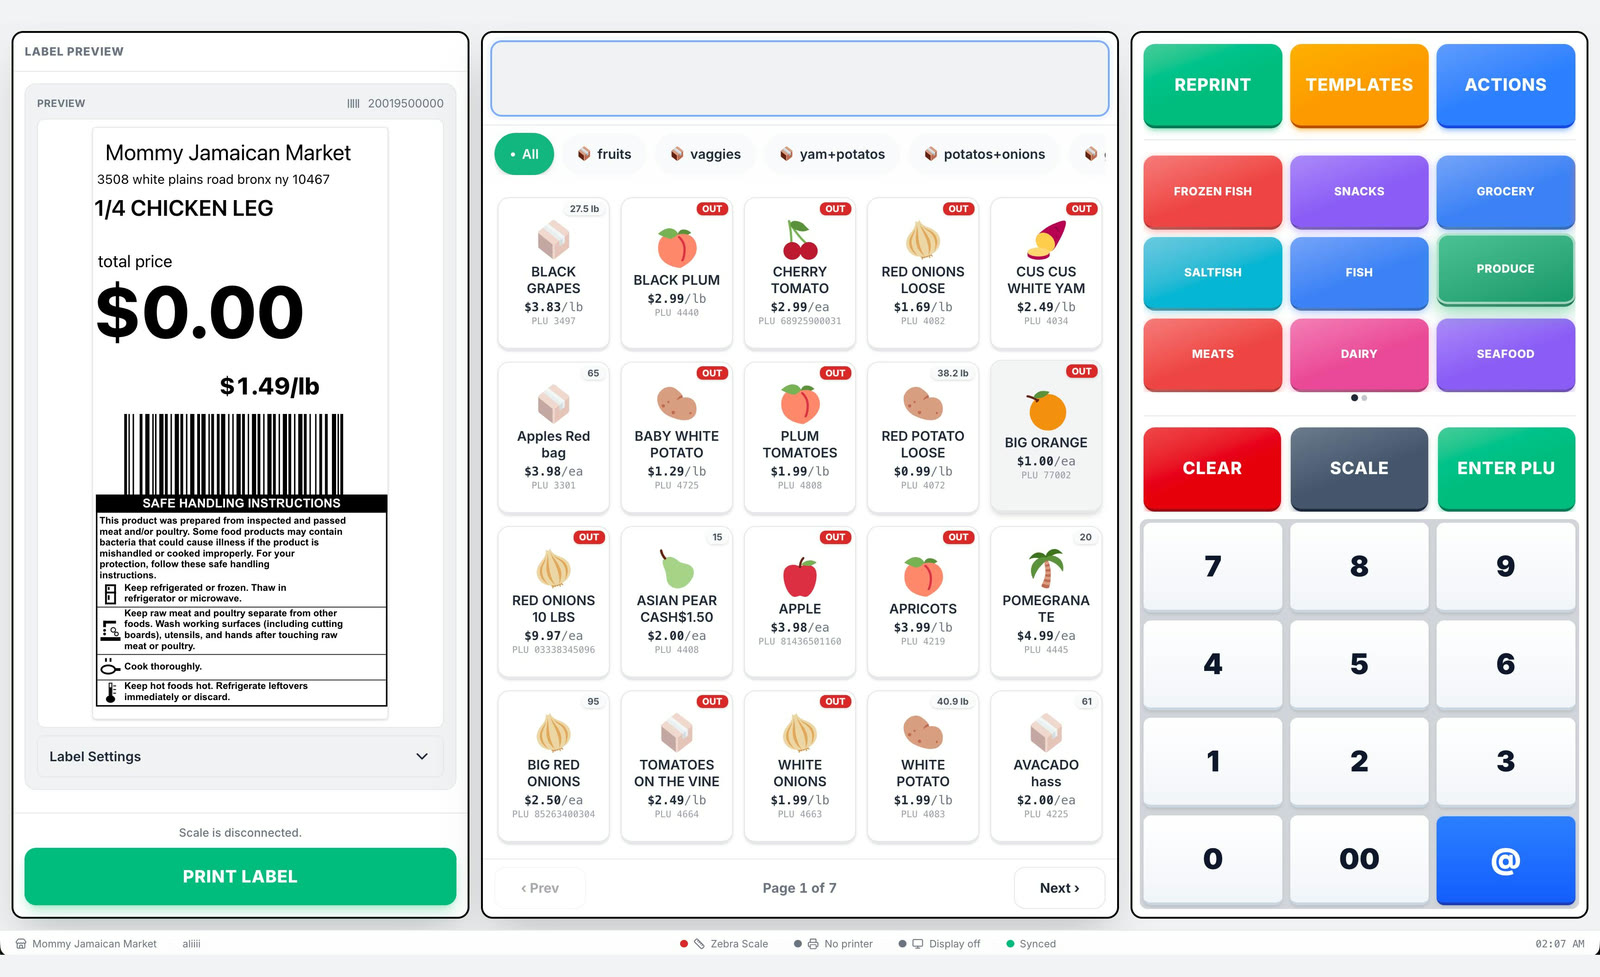 LABEL PREVIEW
PREVIEW
20019500000
Mommy Jamaican Market
3508 white plains road bronx ny 10467
1/4 CHICKEN LEG
total price
$0.00
$1.49/lb
SAFE HANDLING INSTRUCTIONS
This product was prepared from inspected and passed
meat and/or poultry. Some food products may contain
bacteria that could cause illness if the product is
mishandled or cooked improperly. For your
protection, follow these safe handling
instructions.
Keep refrigerated or frozen. Thaw in
refrigerator or microwave.
Keep raw meat and poultry separate from other
foods. Wash working surfaces (including cutting
boards), utensils, and hands after touching raw
meat or poultry.
Cook thoroughly.
Keep hot foods hot. Refrigerate leftovers
immediately or discard.
Label Settings
Scale is disconnected.
PRINT LABEL
• All
fruits
vaggies
yam+potatos
potatos+onions
27.5 lb
BLACK
GRAPES
$3.83/lb
PLU 3497
OUT
BLACK PLUM
$2.99/lb
PLU 4440
OUT
CHERRY
TOMATO
$2.99/ea
PLU 68925900031
OUT
RED ONIONS
LOOSE
$1.69/lb
PLU 4082
OUT
CUS CUS
WHITE YAM
$2.49/lb
PLU 4034
65
Apples Red
bag
$3.98/ea
PLU 3301
OUT
BABY WHITE
POTATO
$1.29/lb
PLU 4725
OUT
PLUM
TOMATOES
$1.99/lb
PLU 4808
38.2 lb
RED POTATO
LOOSE
$0.99/lb
PLU 4072
OUT
BIG ORANGE
$1.00/ea
PLU 77002
OUT
RED ONIONS
10 LBS
$9.97/ea
PLU 03338345096
15
ASIAN PEAR
CASH$1.50
$2.00/ea
PLU 4408
OUT
APPLE
$3.98/ea
PLU 81436501160
OUT
APRICOTS
$3.99/lb
PLU 4219
20
POMEGRANA
TE
$4.99/ea
PLU 4445
95
BIG RED
ONIONS
$2.50/ea
PLU 85263400304
OUT
TOMATOES
ON THE VINE
$2.49/lb
PLU 4664
OUT
WHITE
ONIONS
$1.99/lb
PLU 4663
40.9 lb
WHITE
POTATO
$1.99/lb
PLU 4083
61
AVACADO
hass
$2.00/ea
PLU 4225
‹ Prev
Page 1 of 7
Next ›
REPRINT
TEMPLATES
ACTIONS
FROZEN FISH
SNACKS
GROCERY
SALTFISH
FISH
PRODUCE
MEATS
DAIRY
SEAFOOD
CLEAR
SCALE
ENTER PLU
7
8
9
4
5
6
1
2
3
0
00
@
Mommy Jamaican Market
aliiii
Zebra Scale
No printer
Display off
Synced
02:07 AM